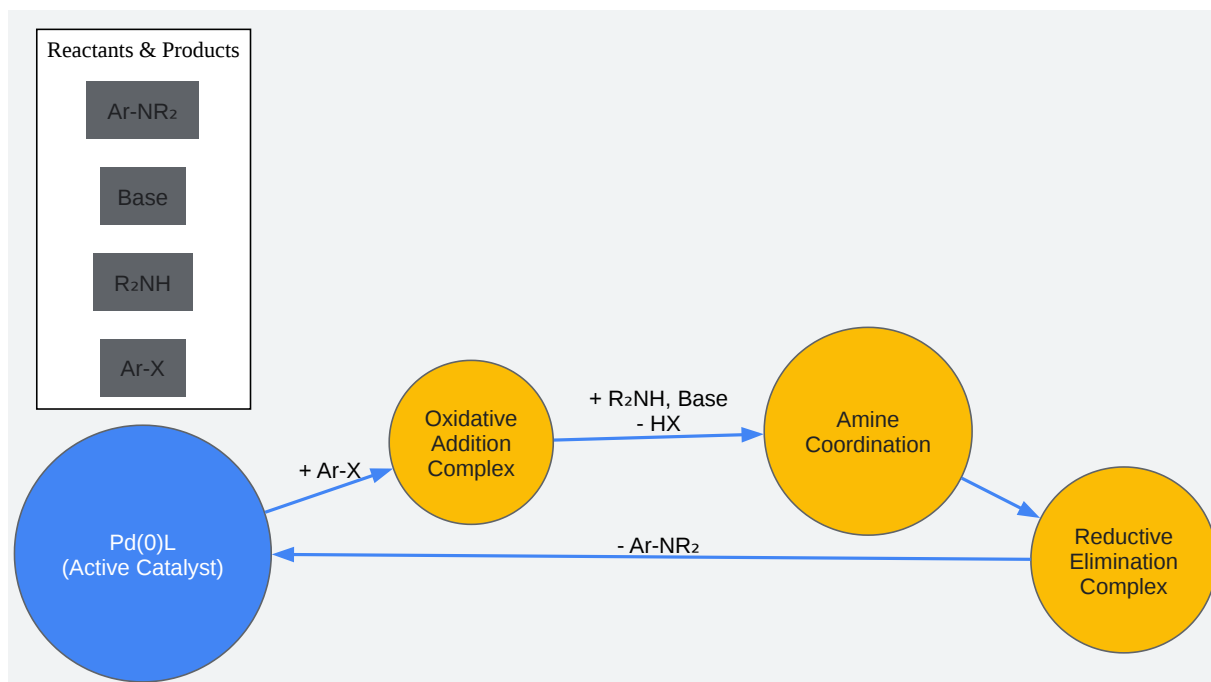 Reactants & Products
Ar-NR₂
Base
R₂NH
Ar-X
Pd(0)L
(Active Catalyst)
+ Ar-X
Oxidative
Addition
Complex
+ R₂NH, Base
- HX
Amine
Coordination
Reductive
Elimination
Complex
- Ar-NR₂